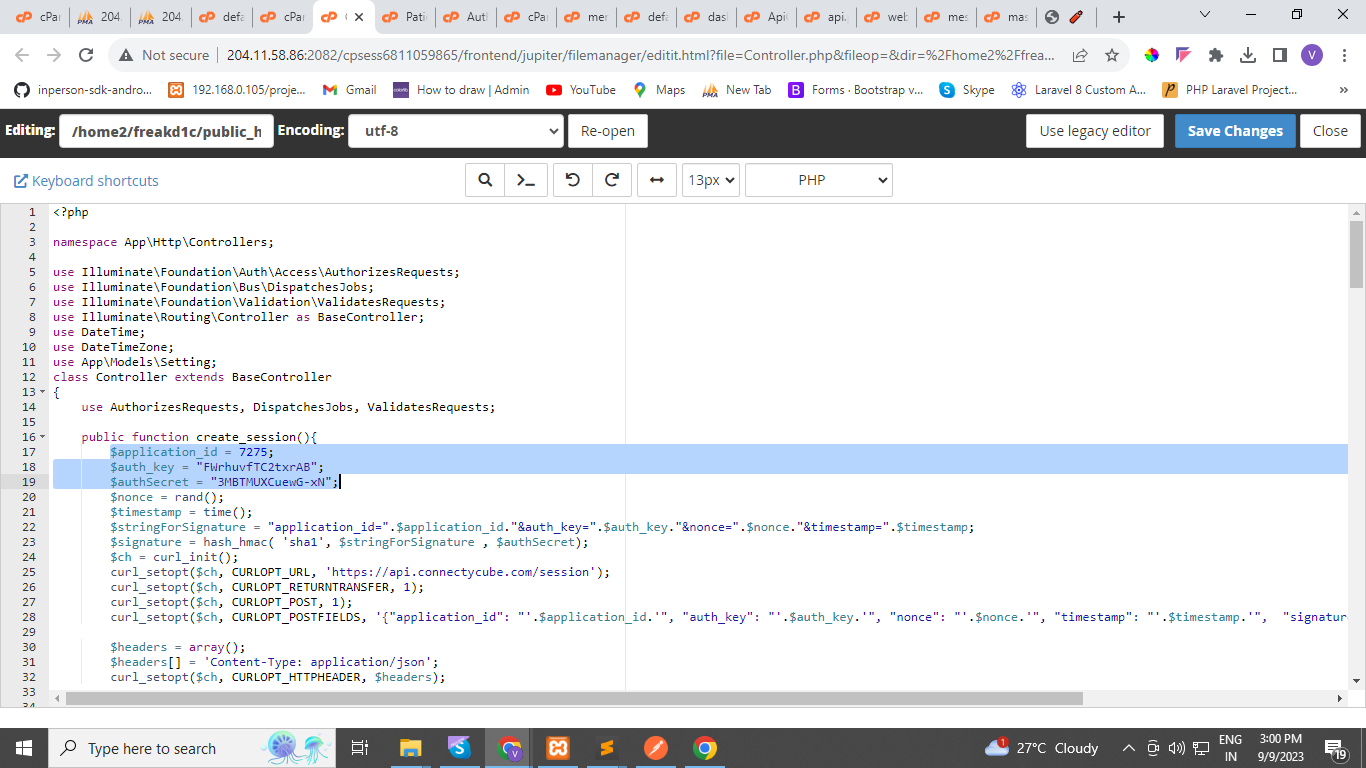 cPar
204.
204.
defa
cPar
Patie
Auth
cPar
mer
defa
dasl
Api
api.
web
mes
mas
Not secure
204.11.58.86:2082/cpsess6811059865/frontend/jupiter/filemanager/editit.html?file=Controller.php&fileop=&dir=%2Fhome2%2Ffrea...
V
inperson-sdk-andro...
192.168.0.105/proje...
Gmail
How to draw | Admin
YouTube
Maps
New Tab
Forms · Bootstrap v...
Skype
Laravel 8 Custom A...
PHP Laravel Project...
»
Editing:
/home2/freakd1c/public_h
Encoding:
utf-8
Re-open
Use legacy editor
Save Changes
Close
Keyboard shortcuts
13px
PHP
1 <?php
2
3 namespace App\Http\Controllers;
4
5 use Illuminate\Foundation\Auth\Access\AuthorizesRequests;
6 use Illuminate\Foundation\Bus\DispatchesJobs;
7 use Illuminate\Foundation\Validation\ValidatesRequests;
8 use Illuminate\Routing\Controller as BaseController;
9 use DateTime;
10 use DateTimeZone;
11 use App\Models\Setting;
12 class Controller extends BaseController
13 {
14 use AuthorizesRequests, DispatchesJobs, ValidatesRequests;
15
16 public function create_session(){
17 $application_id = 7275;
18 $auth_key = "FWrhuvfTC2txrAB";
19 $authSecret = "3MBTMUXCuewG-xN";
20 $nonce = rand();
21 $timestamp = time();
22 $stringForSignature = "application_id=".$application_id."&auth_key=".$auth_key."&nonce=".$nonce."&timestamp=".$timestamp;
23 $signature = hash_hmac( 'sha1', $stringForSignature , $authSecret);
24 $ch = curl_init();
25 curl_setopt($ch, CURLOPT_URL, 'https://api.connectycube.com/session');
26 curl_setopt($ch, CURLOPT_RETURNTRANSFER, 1);
27 curl_setopt($ch, CURLOPT_POST, 1);
28 curl_setopt($ch, CURLOPT_POSTFIELDS, '{"application_id": "'.$application_id.'", "auth_key": "'.$auth_key.'", "nonce": "'.$nonce.'", "timestamp": "'.$timestamp.'",  "signatur
29
30 $headers = array();
31 $headers[] = 'Content-Type: application/json';
32 curl_setopt($ch, CURLOPT_HTTPHEADER, $headers);
33
34
Type here to search
27°C Cloudy
ENG
IN
3:00 PM
9/9/2023
19